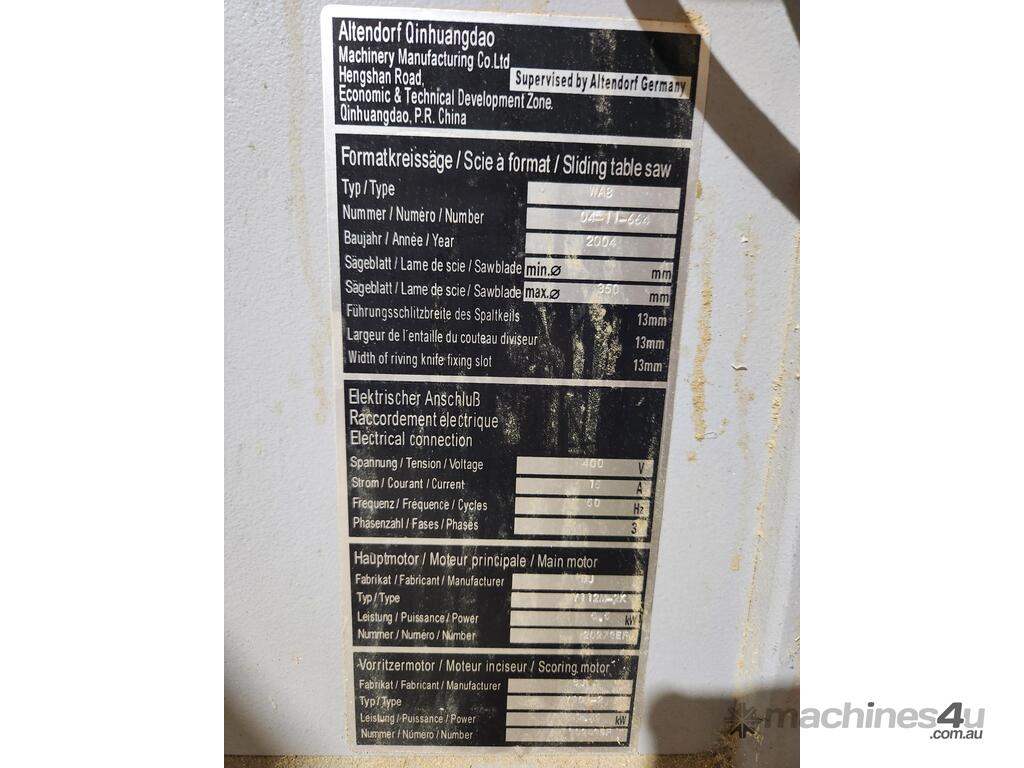 Altendorf Qinhuangdao
Machinery Manufacturing Co.Ltd
Hengshan Road,
Supervised by Altendorf Germany
Economic & Technical Development Zone.
Qinhuangdao, P.R. China
Formatkreissäge / Scie à format / Sliding table saw
Typ / Type WA8
Nummer / Numéro / Number 04-11-664
Baujahr / Année / Year 2004
Sägeblatt / Lame de scie / Sawblade min.ø mm
Sägeblatt / Lame de scie / Sawblade max.ø 350 mm
Führungsschlitzbreite des Spaltkeils 13mm
Largeur de l'entaille du couteau diviseur 13mm
Width of riving knife fixing slot 13mm
Elektrischer Anschluß
Raccordement électrique
Electrical connection
Spannung / Tension / Voltage 400 V
Strom / Courant / Current A
Frequenz / Fréquence / Cycles Hz
Phasenzahl / Fases / Phases 3
Hauptmotor / Moteur principale / Main motor
Fabrikat / Fabricant / Manufacturer
Typ / Type Y112M-2K
Leistung / Puissance / Power kW
Nummer / Numéro / Number
Vorritzermotor / Moteur inciseur / Scoring motor
Fabrikat / Fabricant / Manufacturer
Typ / Type
Leistung / Puissance / Power kW
Nummer / Numéro / Number
machines4u
.com.au